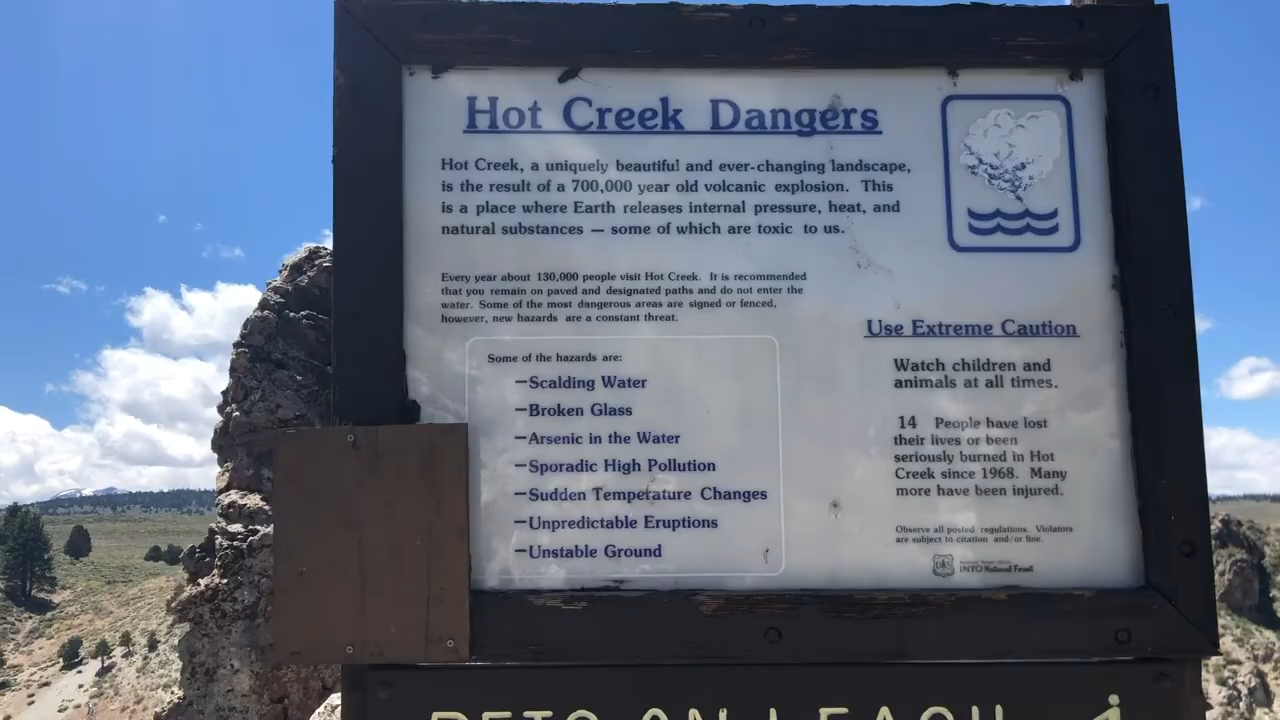 Hot Creek Dangers
Hot Creek, a uniquely beautiful and ever-changing landscape,
is the result of a 700,000 year old volcanic explosion. This
is a place where Earth releases internal pressure, heat, and
natural substances — some of which are toxic to us.
Every year about 130,000 people visit Hot Creek. It is recommended
that you remain on paved and designated paths and do not enter the
water. Some of the most dangerous areas are signed or fenced,
however, new hazards are a constant threat.
Some of the hazards are:
—Scalding Water
—Broken Glass
—Arsenic in the Water
—Sporadic High Pollution
—Sudden Temperature Changes
—Unpredictable Eruptions
—Unstable Ground
Use Extreme Caution
Watch children and
animals at all times.
14 People have lost
their lives or been
seriously burned in Hot
Creek since 1968. Many
more have been injured.
Observe all posted regulations. Violators
are subject to citation and/or fine.
UAS
INYO National Forest
PETS ON LEASH